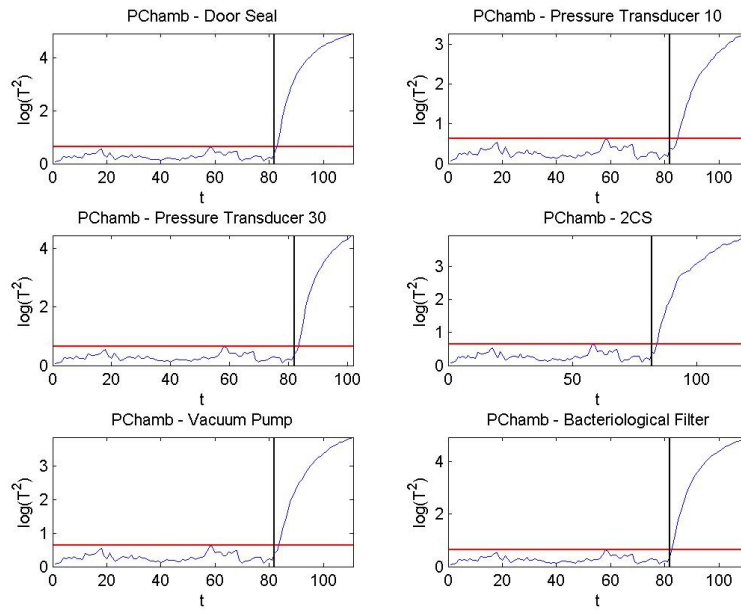 PChamb - Door Seal
log(T²)
4
2
0
0 20 40 60 80 100
t
PChamb - Pressure Transducer 10
log(T²)
3
2
1
0
0 20 40 60 80 100
t
PChamb - Pressure Transducer 30
log(T²)
4
2
0
0 20 40 60 80 100
t
PChamb - 2CS
log(T²)
3
2
1
0
0 50 100
t
PChamb - Vacuum Pump
log(T²)
3
2
1
0
0 20 40 60 80 100
t
PChamb - Bacteriological Filter
log(T²)
4
2
0
0 20 40 60 80 100
t